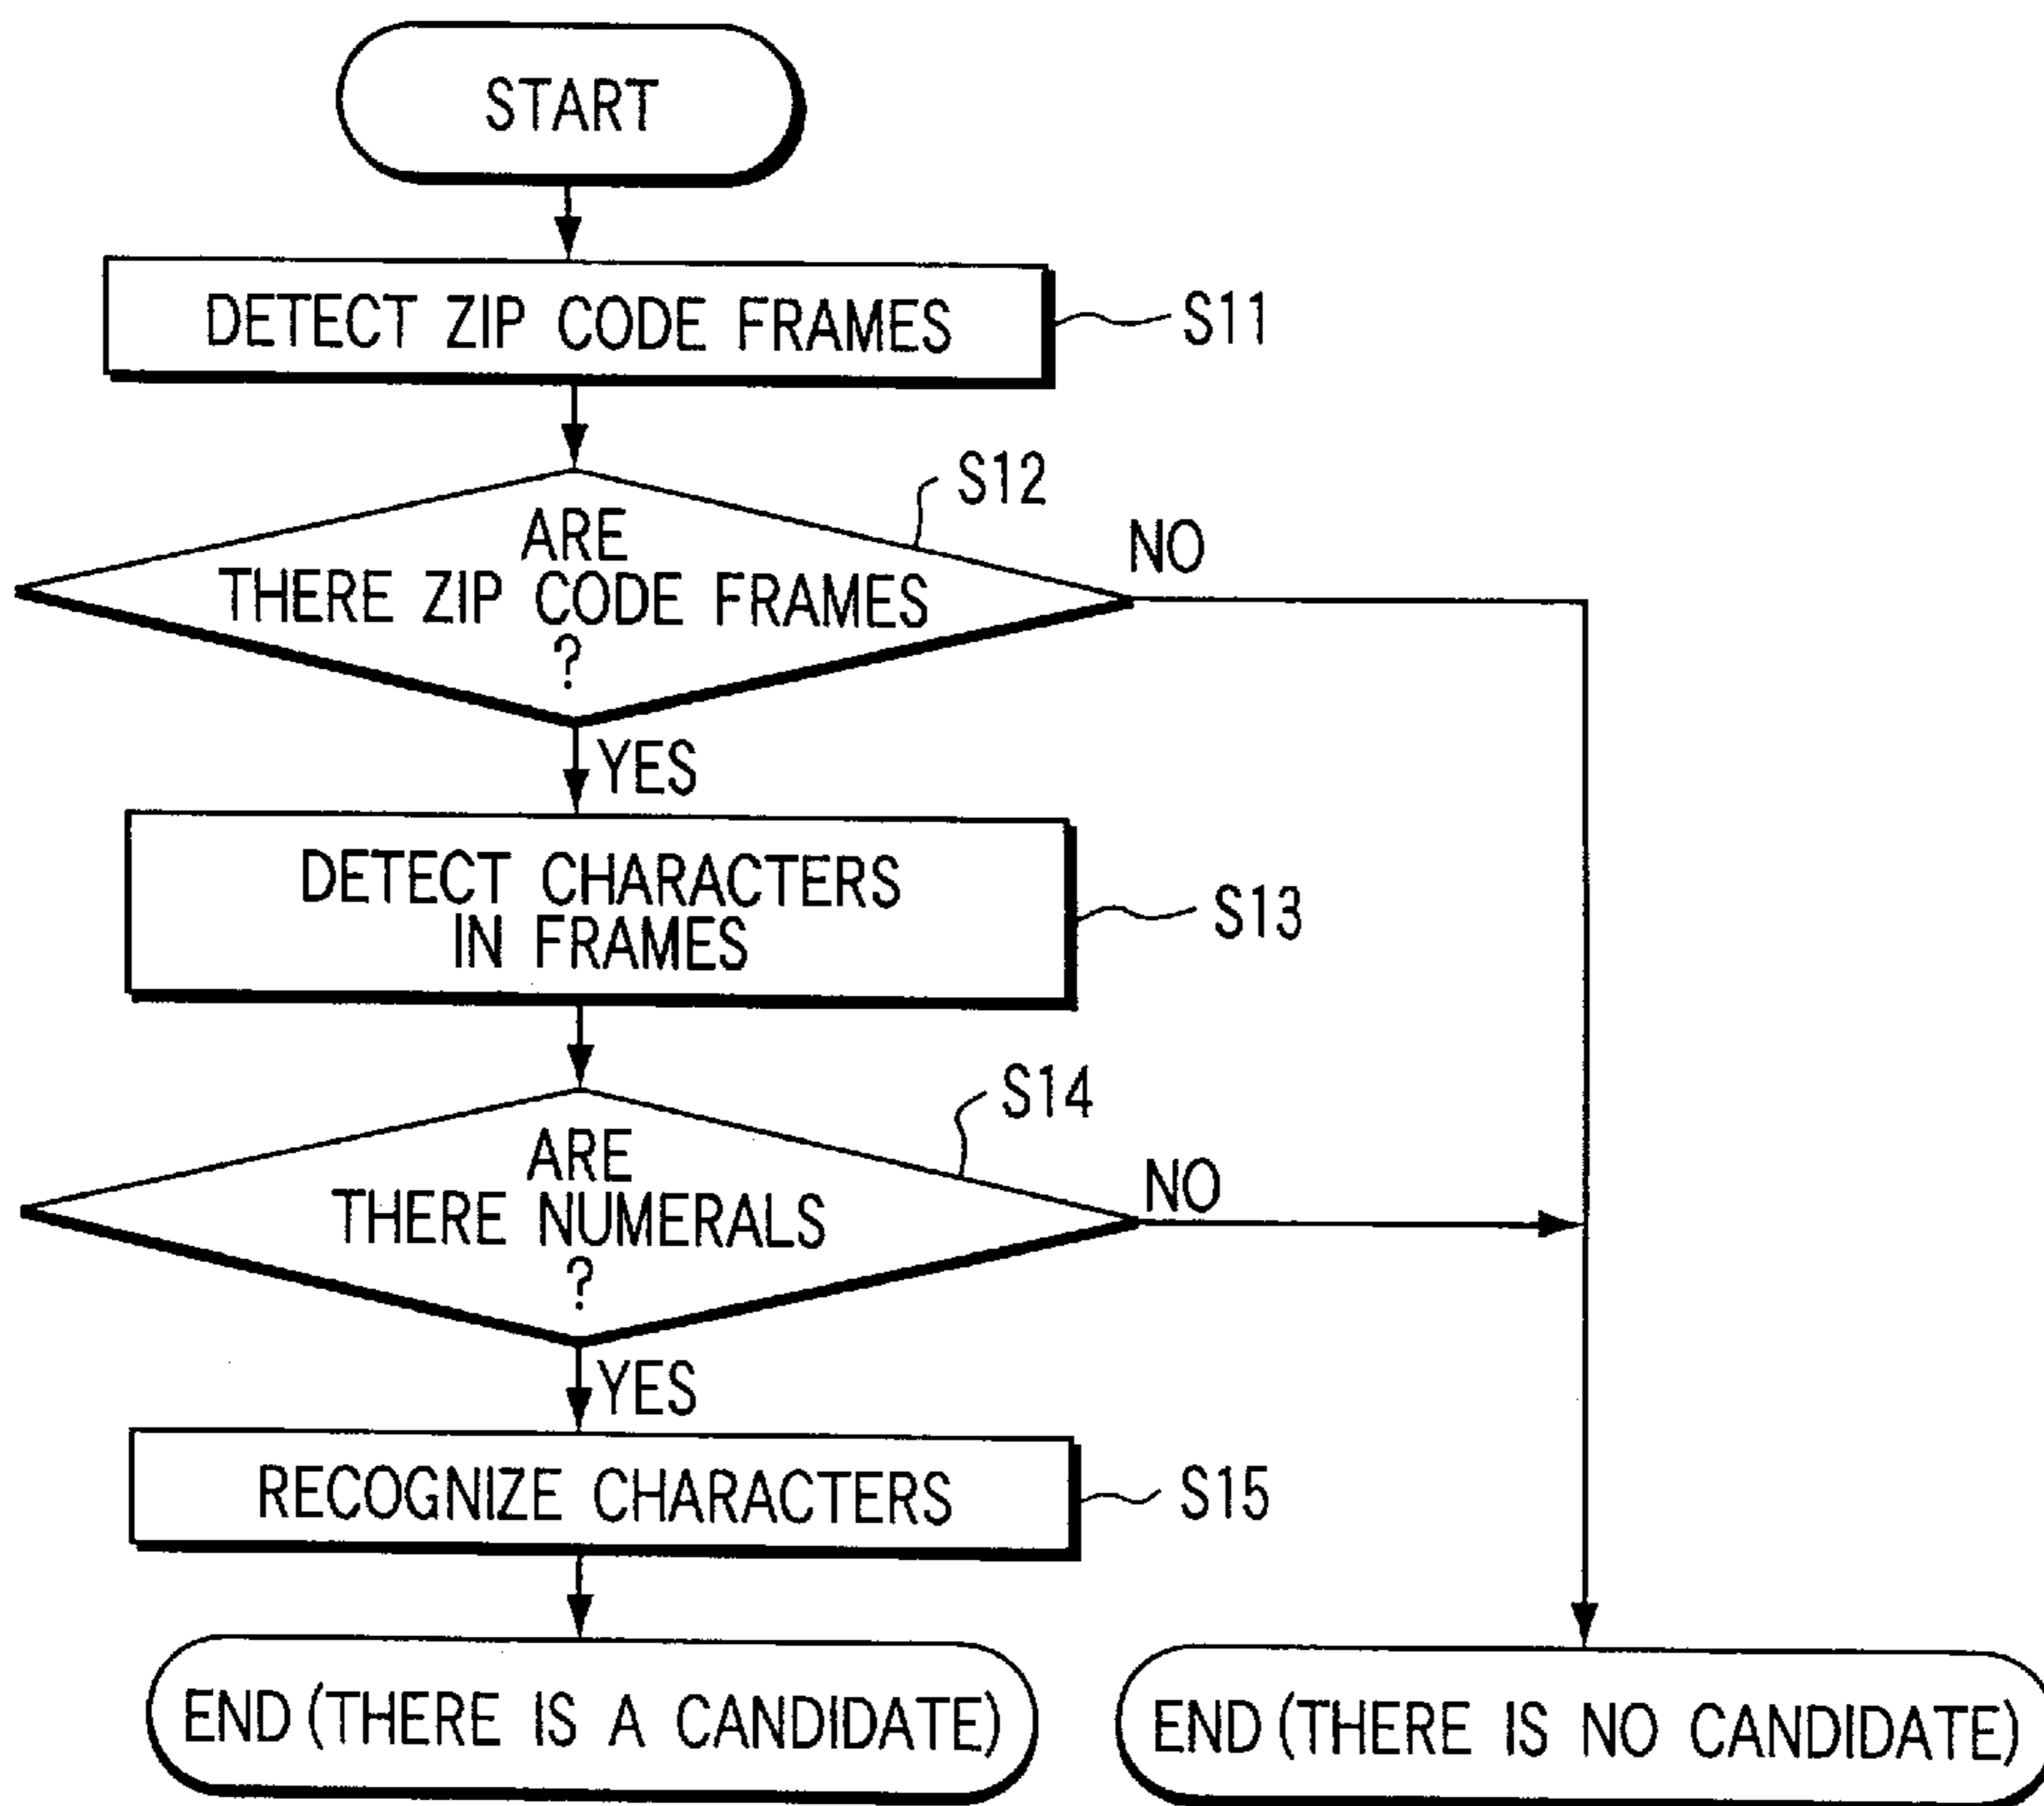 START
DETECT ZIP CODE FRAMES
S11
S12
ARE
THERE ZIP CODE FRAMES
?
NO
YES
DETECT CHARACTERS
IN FRAMES
S13
S14
ARE
THERE NUMERALS
?
NO
YES
RECOGNIZE CHARACTERS
S15
END (THERE IS A CANDIDATE)
END (THERE IS NO CANDIDATE)